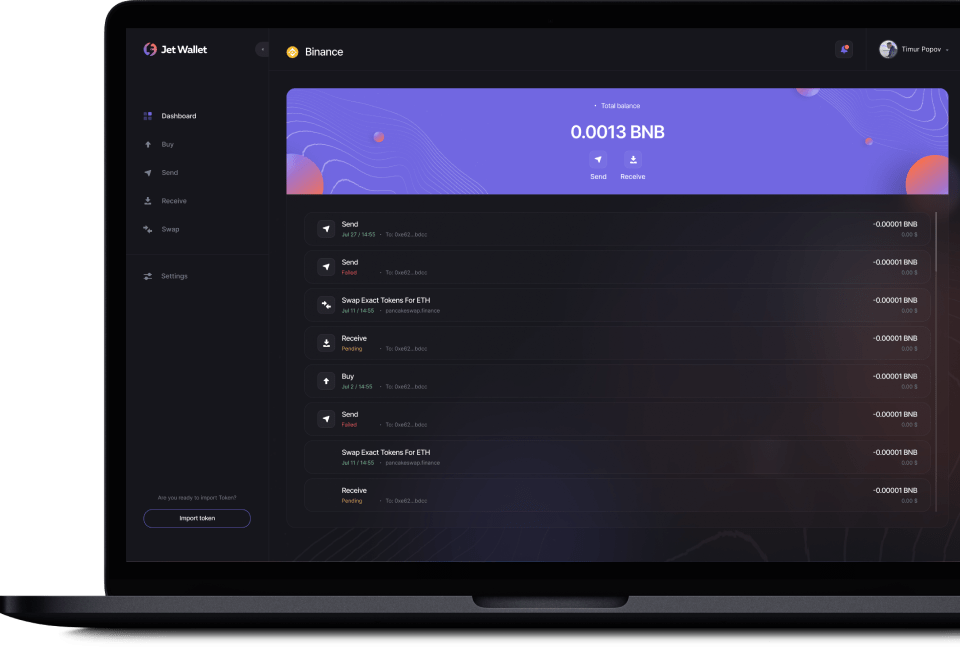 Jet Wallet
Binance
Timur Popov
Dashboard
Buy
Send
Receive
Swap
Settings
Are you ready to import Token?
Import token
Total balance
0.0013 BNB
Send Receive
Send -0.00001 BNB
Jul 27 / 14:55 • To: 0xe62...bdcc 0,00 $
Send -0.00001 BNB
Failed • To: 0xe62...bdcc 0,00 $
Swap Exact Tokens For ETH -0.00001 BNB
Jul 11 / 14:55 • pancakeswap.finance 0,00 $
Receive -0.00001 BNB
Pending • To: 0xe62...bdcc 0,00 $
Buy -0.00001 BNB
Jul 2 / 14:55 • To: 0xe62...bdcc 0,00 $
Send -0.00001 BNB
Failed • To: 0xe62...bdcc 0,00 $
Swap Exact Tokens For ETH -0.00001 BNB
Jul 11 / 14:55 • pancakeswap.finance 0,00 $
Receive -0.00001 BNB
Pending • To: 0xe62...bdcc 0,00 $